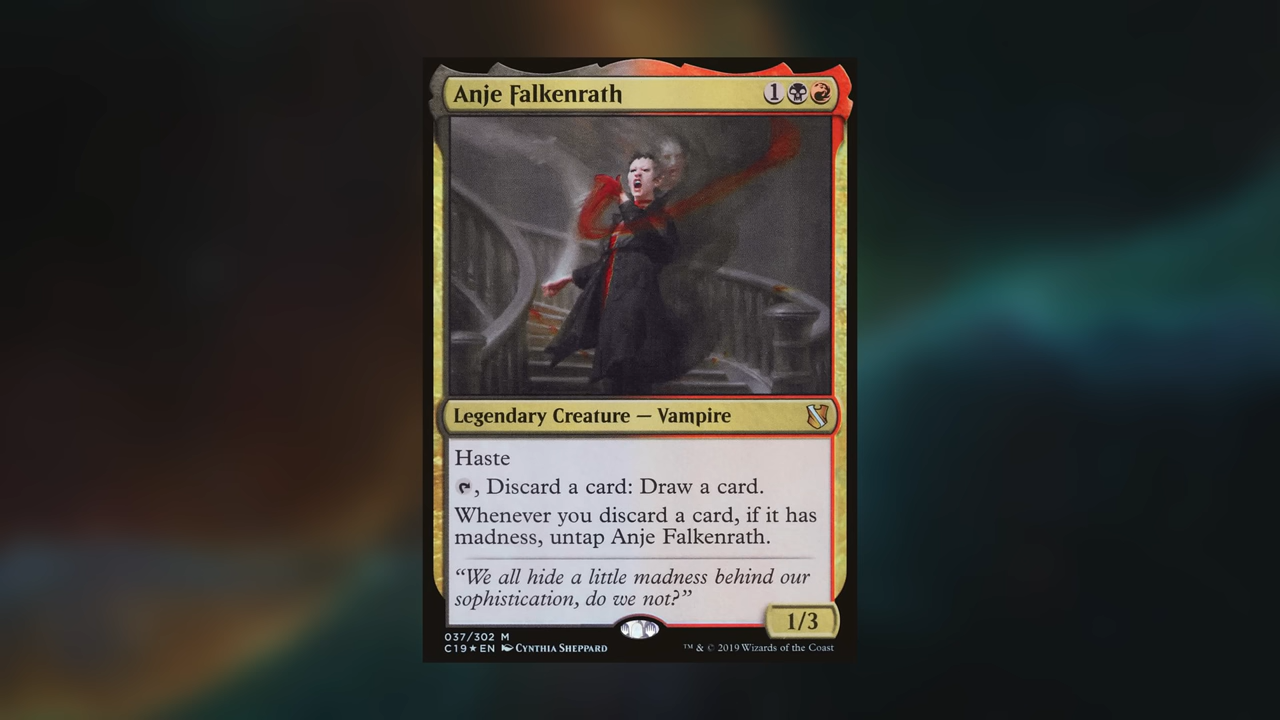 Anje Falkenrath 1
Legendary Creature — Vampire
Haste
, Discard a card: Draw a card.
Whenever you discard a card, if it has
madness, untap Anje Falkenrath.
“We all hide a little madness behind our
sophistication, do we not?”
1/3
037/302 M
C19★EN CYNTHIA SHEPPARD
™ & © 2019 Wizards of the Coast